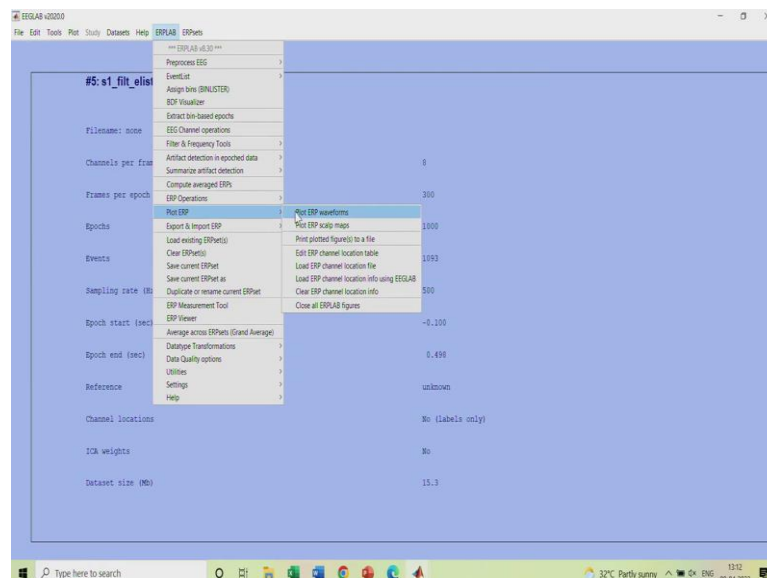 EEGLAB v2020.0
File Edit Tools Plot Study Datasets Help ERPLAB ERPsets
*** ERPLAB v8.30 ***
Preprocess EEG
EventList
Assign bins (BINLISTER)
BDF Visualizer
Extract bin-based epochs
EEG Channel operations
Filter & Frequency Tools
Artifact detection in epoched data
Summarize artifact detection
Compute averaged ERPs
ERP Operations
Plot ERP
Export & Import ERP
Load existing ERPset(s)
Clear ERPset(s)
Save current ERPset
Save current ERPset as
Duplicate or rename current ERPset
ERP Measurement Tool
ERP Viewer
Average across ERPsets (Grand Average)
Datatype Transformations
Data Quality options
Utilities
Settings
Help
Plot ERP waveforms
Plot ERP scalp maps
Print plotted figure(s) to a file
Edit ERP channel location table
Load ERP channel location file
Load ERP channel location info using EEGLAB
Clear ERP channel location info
Close all ERPLAB figures
#5: s1_filt_elist
Filename: none
Channels per fram 8
Frames per epoch 300
Epochs 1000
Events 1093
Sampling rate (Hz 500
Epoch start (sec) -0.100
Epoch end (sec) 0.498
Reference unknown
Channel locations No (labels only)
ICA weights No
Dataset size (Mb) 15.3
Type here to search
32°C Partly sunny ENG 13:12